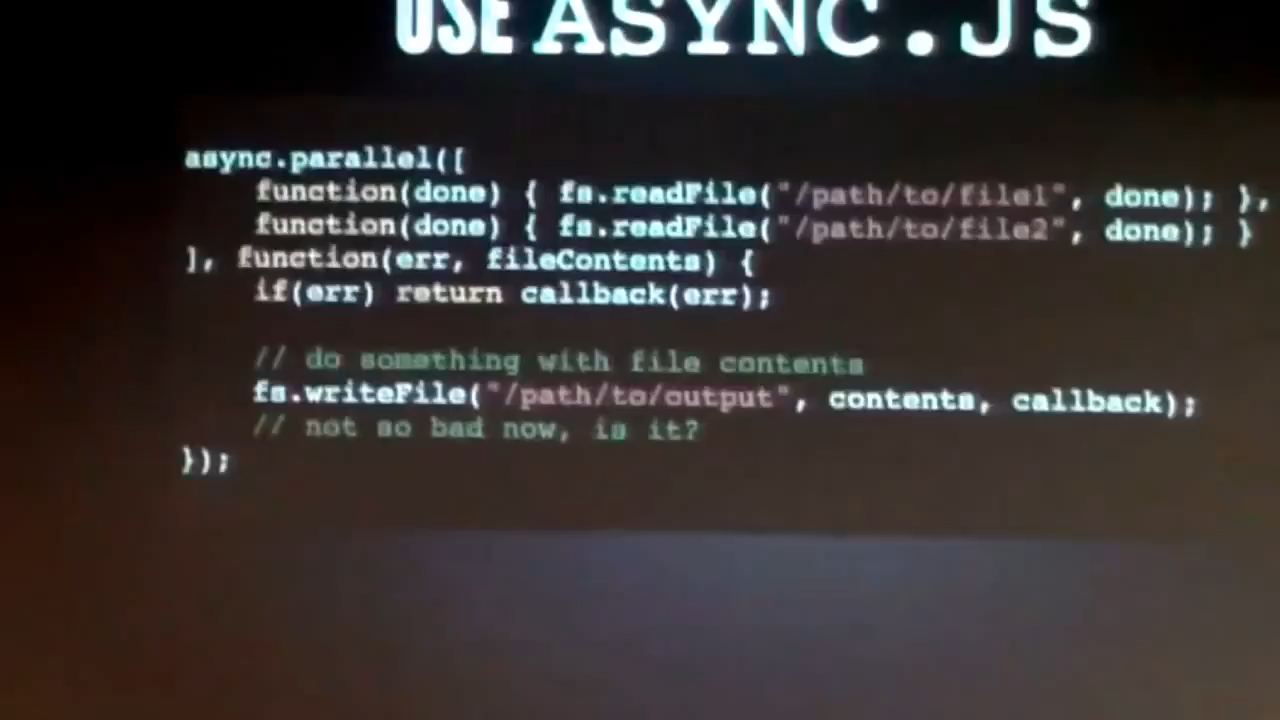 USE ASYNC.JS
async.parallel([
function(done) { fs.readFile("/path/to/file1", done); },
function(done) { fs.readFile("/path/to/file2", done); }
], function(err, fileContents) {
if(err) return callback(err);
// do something with file contents
fs.writeFile("/path/to/output", contents, callback);
// not so bad now, is it?
});